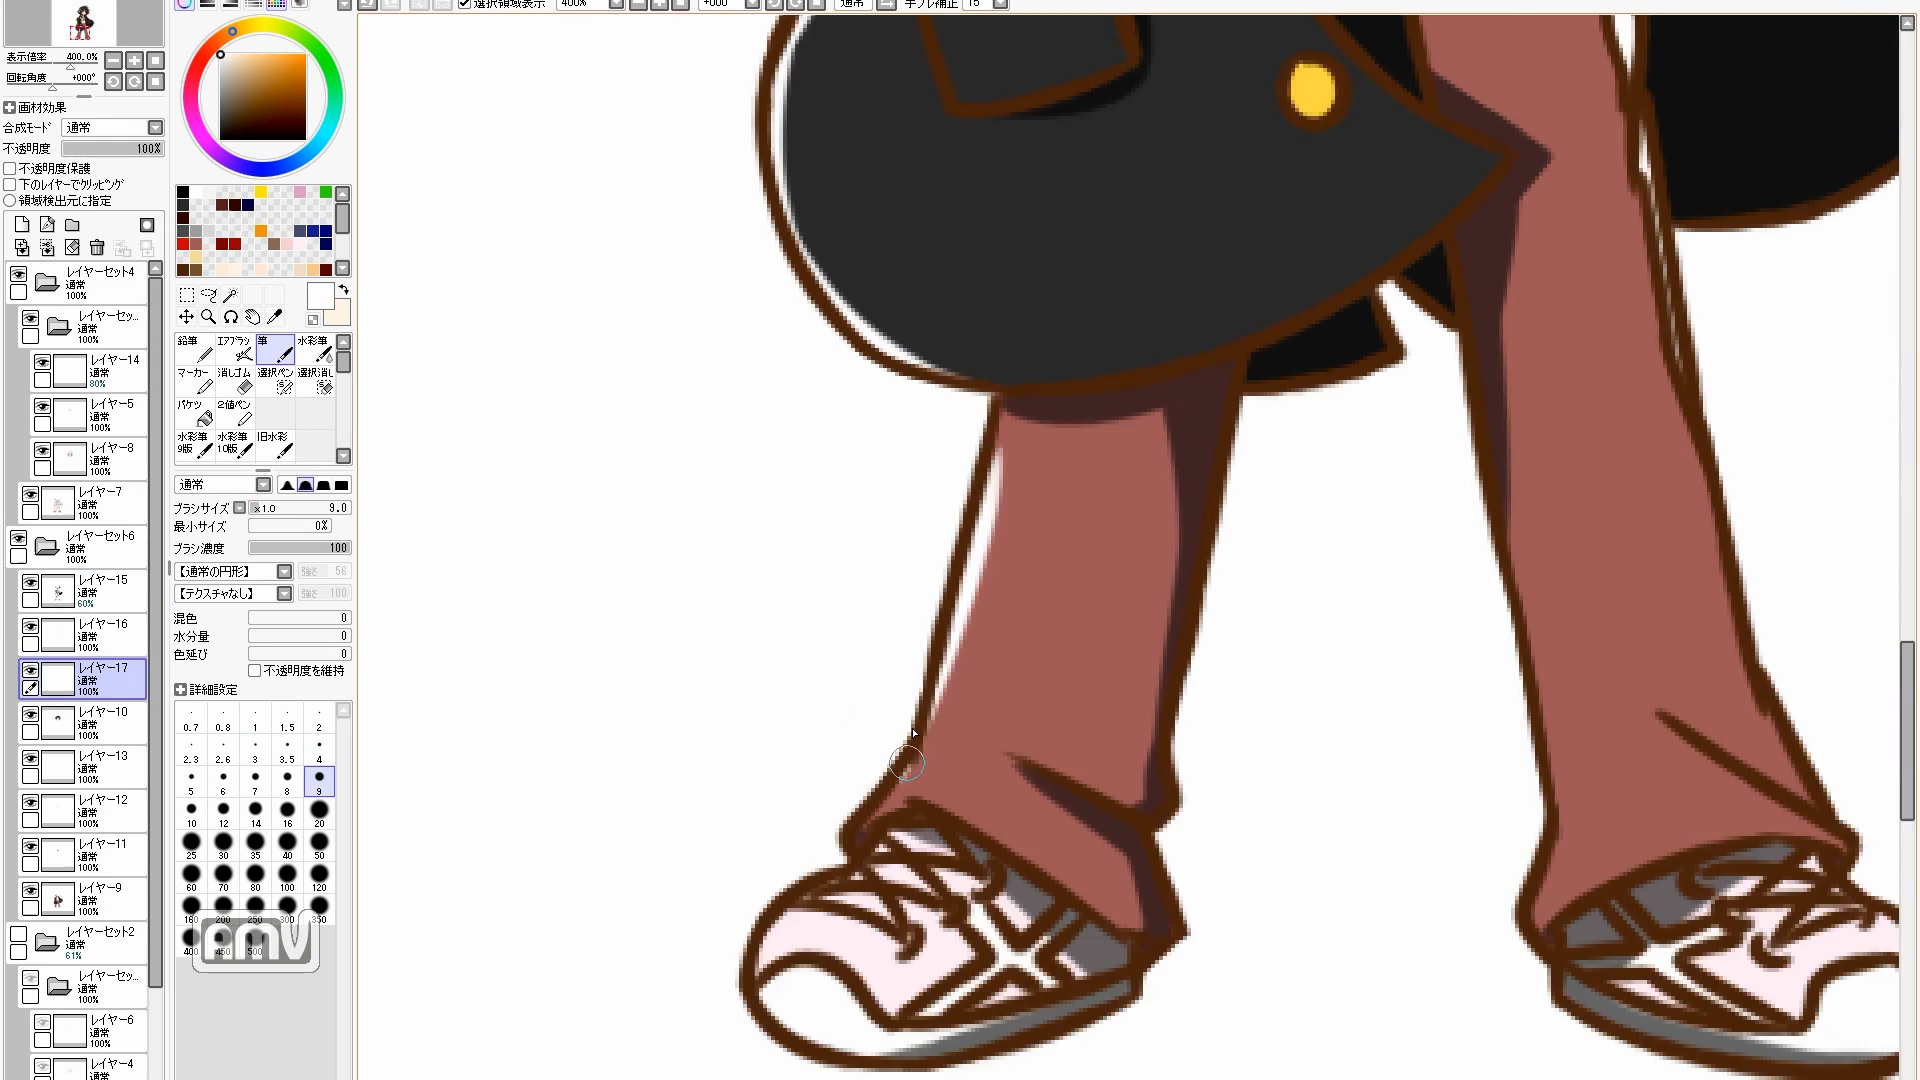 選択領域表示 400% +000° 通常 手ブレ補正 15
表示倍率 400.0%
回転角度 +000°
画材効果
合成ﾓｰﾄﾞ 通常
不透明度 100%
不透明度保護
下のﾚｲﾔｰでｸﾘｯﾋﾟﾝｸﾞ
領域検出元に指定
レイヤーセット4
通常
100%
レイヤーセッ...
通常
100%
レイヤー14
通常
80%
レイヤー5
通常
100%
レイヤー8
通常
100%
レイヤー7
通常
100%
レイヤーセット6
通常
100%
レイヤー15
通常
60%
レイヤー16
通常
100%
レイヤー17
通常
100%
レイヤー10
通常
100%
レイヤー13
通常
100%
レイヤー12
通常
100%
レイヤー11
通常
100%
レイヤー9
通常
100%
レイヤーセット2
通常
61%
レイヤーセッ...
通常
100%
レイヤー6
通常
100%
レイヤー4
通常
鉛筆 ｴｱﾌﾞﾗｼ 筆 水彩筆
マーカー 消しｺﾞﾑ 選択ﾍﾟﾝ 選択消し
バケツ 2値ペン
水彩筆 水彩筆 旧水彩
9版 10版
通常
ブラシサイズ x1.0 9.0
最小サイズ 0%
ブラシ濃度 100
【通常の円形】 強さ 56
【テクスチャなし】 強さ 100
混色 0
水分量 0
色延び 0
不透明度を維持
詳細設定
0.7 0.8 1 1.5 2
2.3 2.6 3 3.5 4
5 6 7 8 9
10 12 14 16 20
25 30 35 40 50
60 70 80 100 120
160 200 250 300 350
400 450 500
AMV